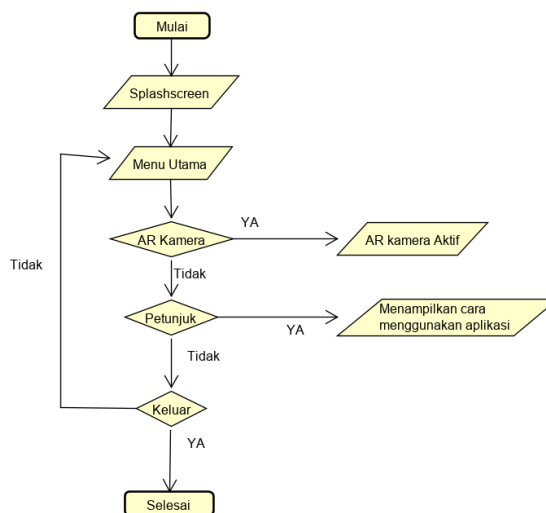 Mulai
Splashscreen
Menu Utama
YA
AR Kamera
AR kamera Aktif
Tidak
Tidak
Petunjuk
YA
Menampilkan cara
menggunakan aplikasi
Tidak
Keluar
YA
Selesai